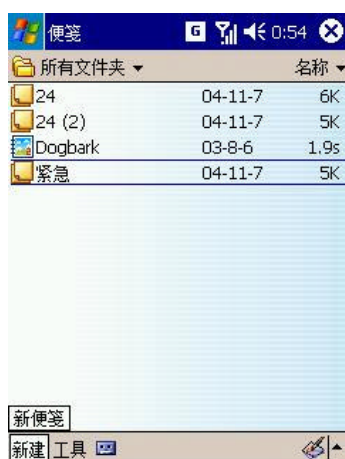 便笺 G 0:54
所有文件夹 名称
24 04-11-7 6K
24 (2) 04-11-7 5K
Dogbark 03-8-6 1.9s
紧急 04-11-7 5K
新便笺
新建 工具